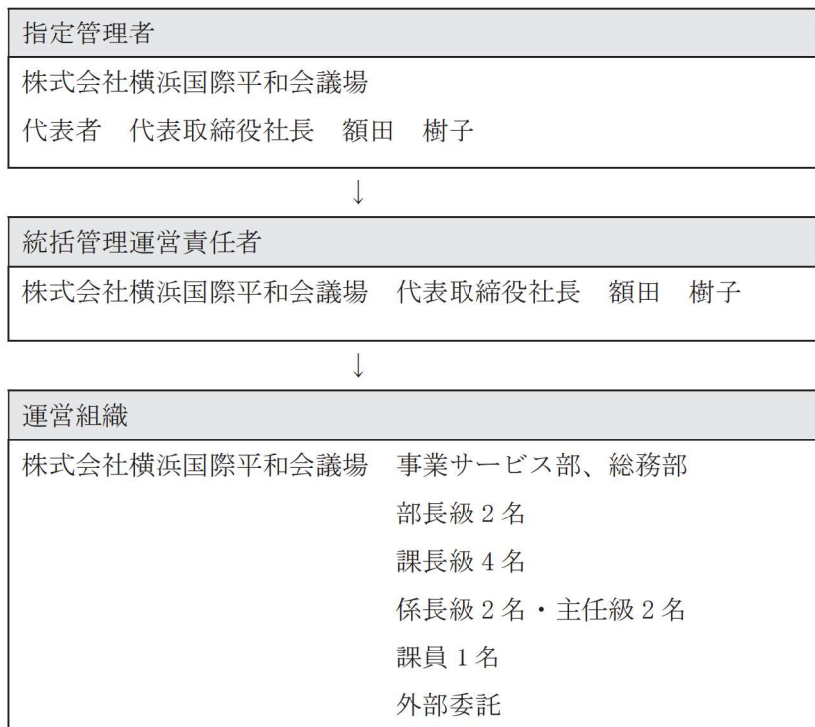 指定管理者
株式会社横浜国際平和会議場
代表者　代表取締役社長　額田　樹子
↓
統括管理運営責任者
株式会社横浜国際平和会議場　代表取締役社長　額田　樹子
↓
運営組織
株式会社横浜国際平和会議場　事業サービス部、総務部
部長級 2 名
課長級 4 名
係長級 2 名・主任級 2 名
課員 1 名
外部委託